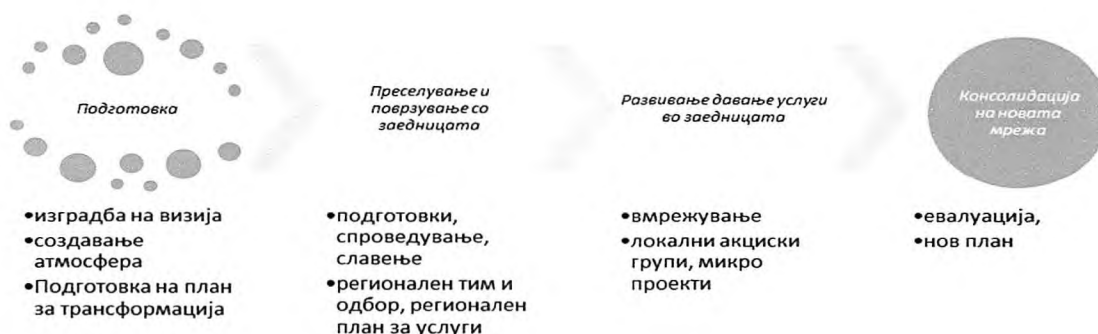 Подготовка
Преселување и
поврзување со
заедницата
Развивање давање услуги
во заедницата
Консолидација
на новата
мрежа
•изградба на визија
•создавање
атмосфера
•Подготовка на план
за трансформација
•подготовки,
спроведување,
славење
•регионален тим и
одбор, регионален
план за услуги
•вмрежување
•локални акциски
групи, микро
проекти
•евалуација,
•нов план